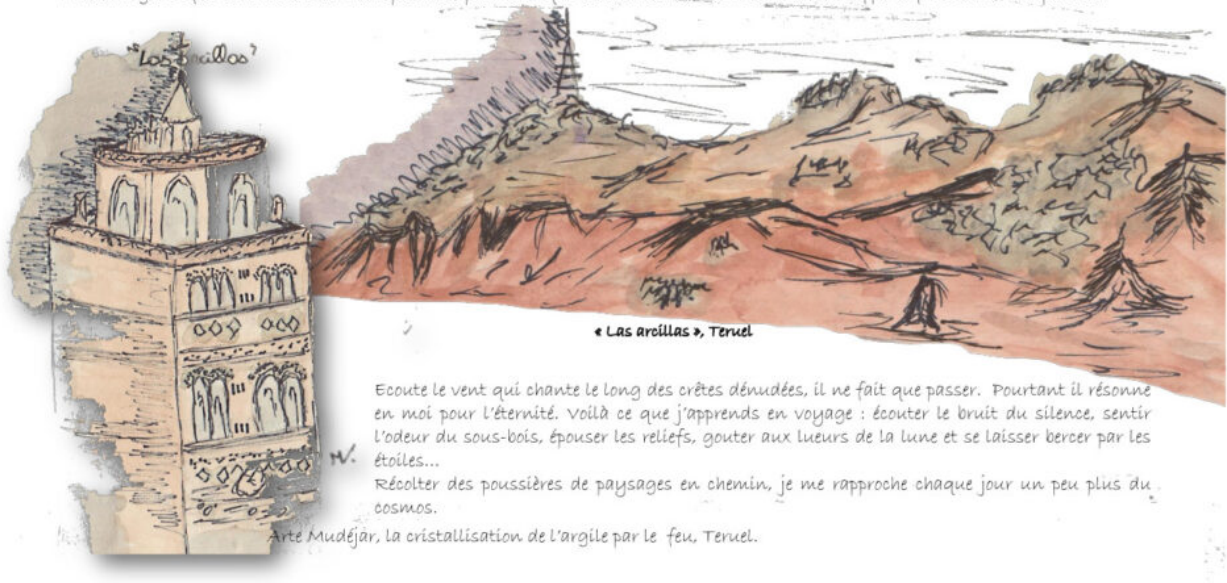 « Las arcillas », Teruel
Ecoute le vent qui chante le long des crêtes dénudées, il ne fait que passer. Pourtant il résonne
en moi pour l'éternité. Voilà ce que j'apprends en voyage : écouter le bruit du silence, sentir
l'odeur du sous-bois, épouser les reliefs, gouter aux lueurs de la lune et se laisser bercer par les
étoiles...
Récolter des poussières de paysages en chemin, je me rapproche chaque jour un peu plus du
cosmos.
Arte Mudéjar, la cristallisation de l'argile par le feu, Teruel.